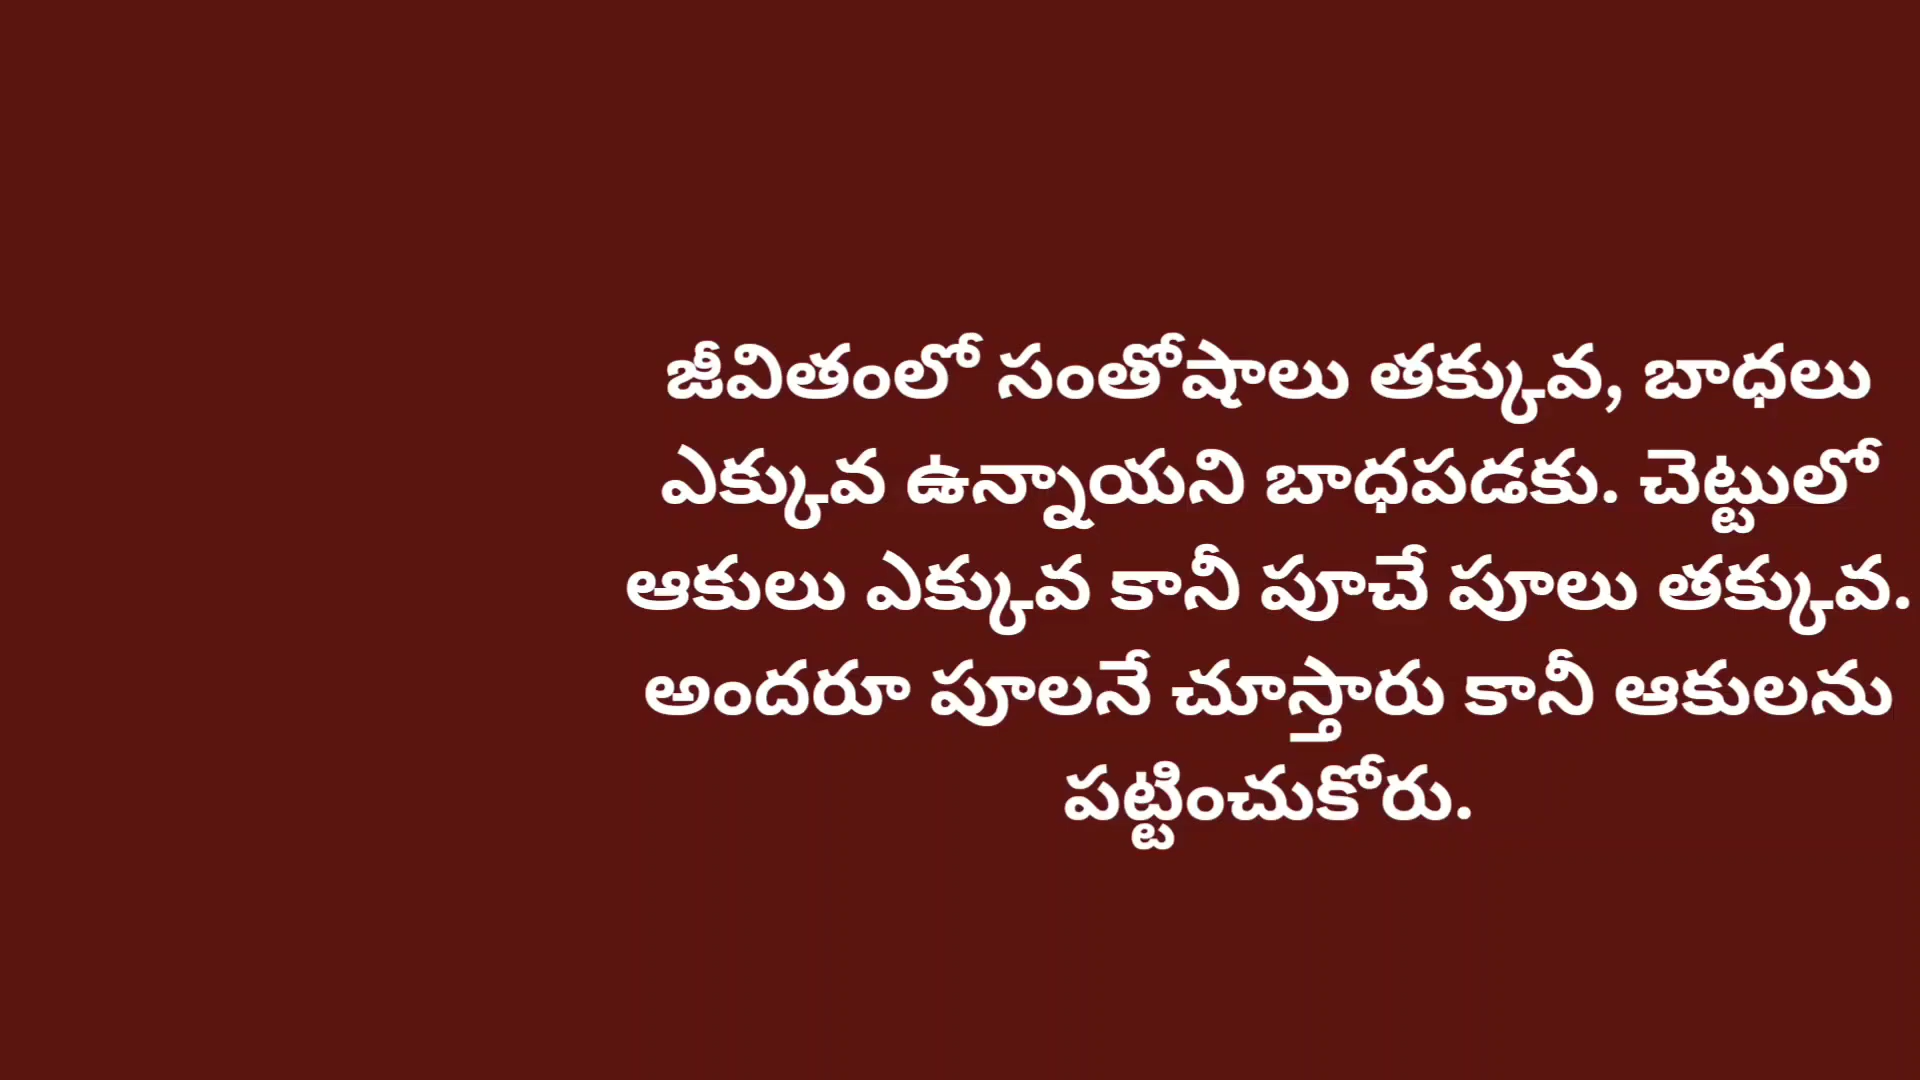 జీవితంలో సంతోషాలు తక్కువ, బాధలు
ఎక్కువ ఉన్నాయని బాధపడకు. చెట్టులో
ఆకులు ఎక్కువ కానీ పూచే పూలు తక్కువ.
అందరూ పూలనే చూస్తారు కానీ ఆకులను
పట్టించుకోరు.